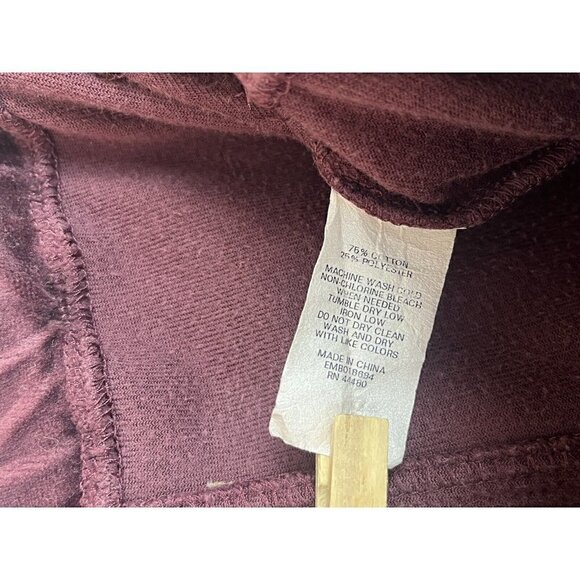 75% COTTON
25% POLYESTER
MACHINE WASH COLD
NON-CHLORINE BLEACH
WHEN NEEDED
TUMBLE DRY LOW
IRON LOW
DO NOT DRY CLEAN
WASH AND DRY
WITH LIKE COLORS
MADE IN CHINA
EM8018894
RN 44480